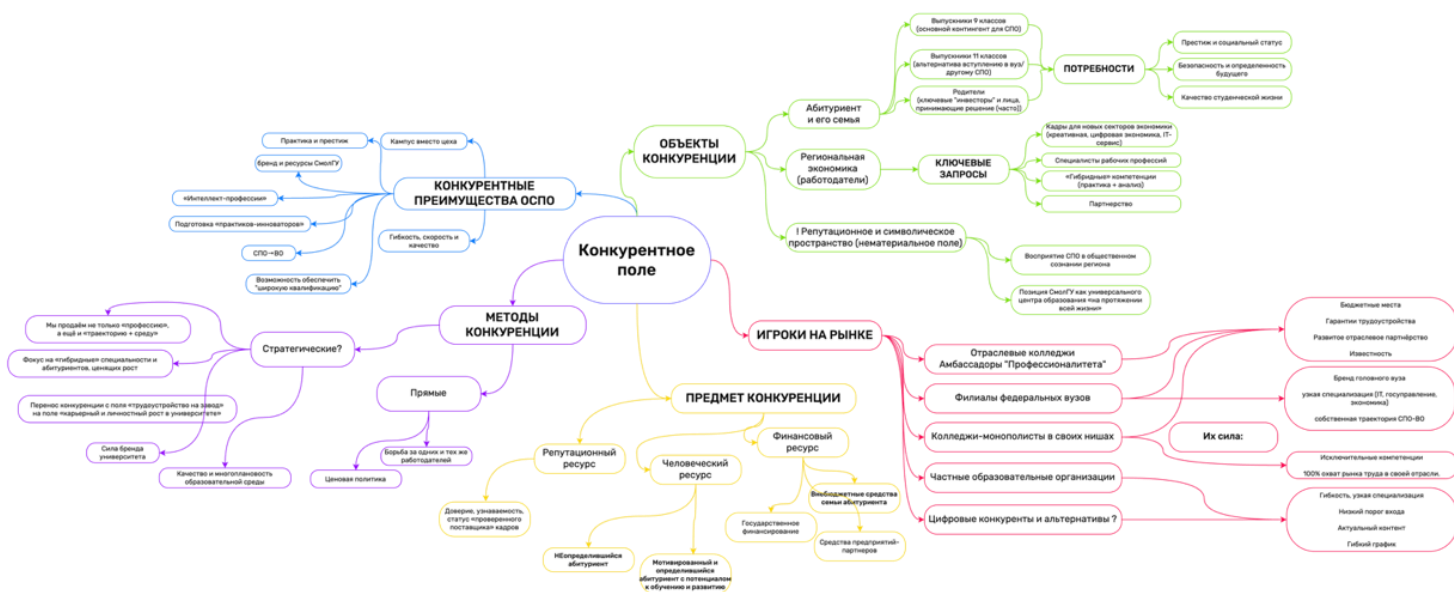 Конкурентное
поле
КОНКУРЕНТНЫЕ
ПРЕИМУЩЕСТВА ОСПО
Практика и престиж
Кампус вместо цеха
бренд и ресурсы СмолГУ
«Интеллект-профессии»
Подготовка «практиков-инноваторов»
СПО→ВО
Гибкость, скорость и
качество
Возможность обеспечить
"широкую квалификацию"
ОБЪЕКТЫ
КОНКУРЕНЦИИ
Абитуриент
и его семья
Выпускники 9 классов
(основной контингент для СПО)
Выпускники 11 классов
(альтернатива вступлению в вуз/
другому СПО)
Родители
(ключевые "инвесторы" и лица,
принимающие решение (часто))
ПОТРЕБНОСТИ
Престиж и социальный статус
Безопасность и определенность
будущего
Качество студенческой жизни
Региональная
экономика
(работодатели)
КЛЮЧЕВЫЕ
ЗАПРОСЫ
Кадры для новых секторов экономики
(креативная, цифровая экономика, IT-
сервис)
Специалисты рабочих профессий
«Гибридные» компетенции
(практика + анализ)
Партнерство
I Репутационное и символическое
пространство (нематериальное поле)
Восприятие СПО в общественном
сознании региона
Позиция СмолГУ как универсального
центра образования «на протяжении
всей жизни»
МЕТОДЫ
КОНКУРЕНЦИИ
Стратегические?
Мы продаём не только «профессию»,
а ещё и «траекторию + среду»
Фокус на «гибридные» специальности и
абитуриентов, ценящих рост
Перенос конкуренции с поля «трудоустройство на завод»
на поле «карьерный и личностный рост в университете»
Сила бренда
университета
Качество и многоплановость
образовательной среды
Прямые
Борьба за одних и тех же
работодателей
Ценовая политика
ПРЕДМЕТ КОНКУРЕНЦИИ
Репутационный
ресурс
Доверие, узнаваемость,
статус «проверенного
поставщика» кадров
Человеческий
ресурс
НЕопределившийся
абитуриент
Мотивированный и
определившийся
абитуриент с потенциалом
к обучению и развитию
Финансовый
ресурс
Внебюджетные средства
семьи абитуриента
Государственное
финансирование
Средства предприятий-
партнеров
ИГРОКИ НА РЫНКЕ
Отраслевые колледжи
Амбассадоры "Профессионалитета"
Филиалы федеральных вузов
Колледжи-монополисты в своих нишах
Частные образовательные организации
Цифровые конкуренты и альтернативы ?
Их сила:
Бюджетные места
Гарантии трудоустройства
Развитое отраслевое партнёрство
Известность
Бренд головного вуза
узкая специализация (IT, госуправление,
экономика)
собственная траектория СПО-ВО
Исключительные компетенции
100% охват рынка труда в своей отрасли.
Гибкость, узкая специализация
Низкий порог входа
Актуальный контент
Гибкий график